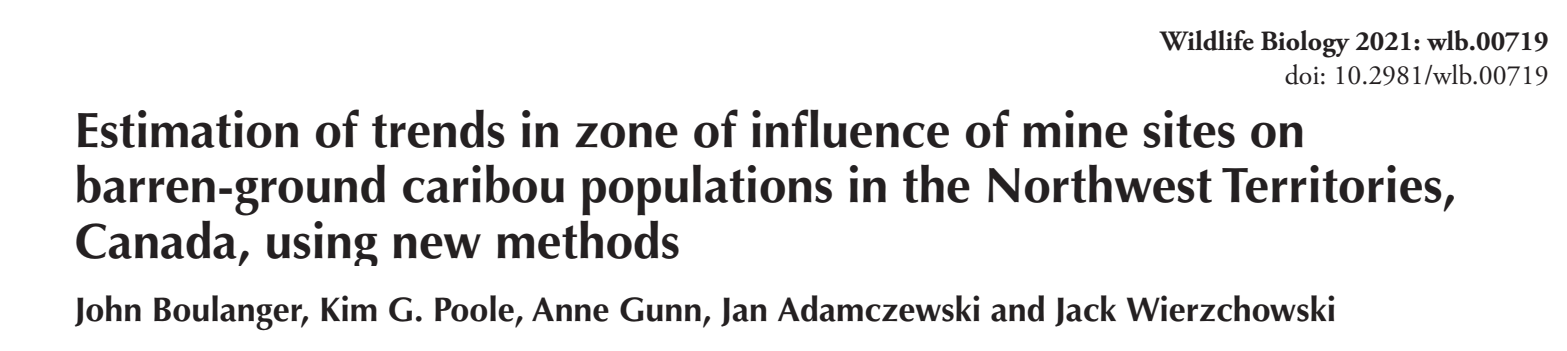 Wildlife Biology 2021: wlb.00719
doi: 10.2981/wlb.00719
Estimation of trends in zone of influence of mine sites on
barren-ground caribou populations in the Northwest Territories,
Canada, using new methods
John Boulanger, Kim G. Poole, Anne Gunn, Jan Adamczewski and Jack Wierzchowski